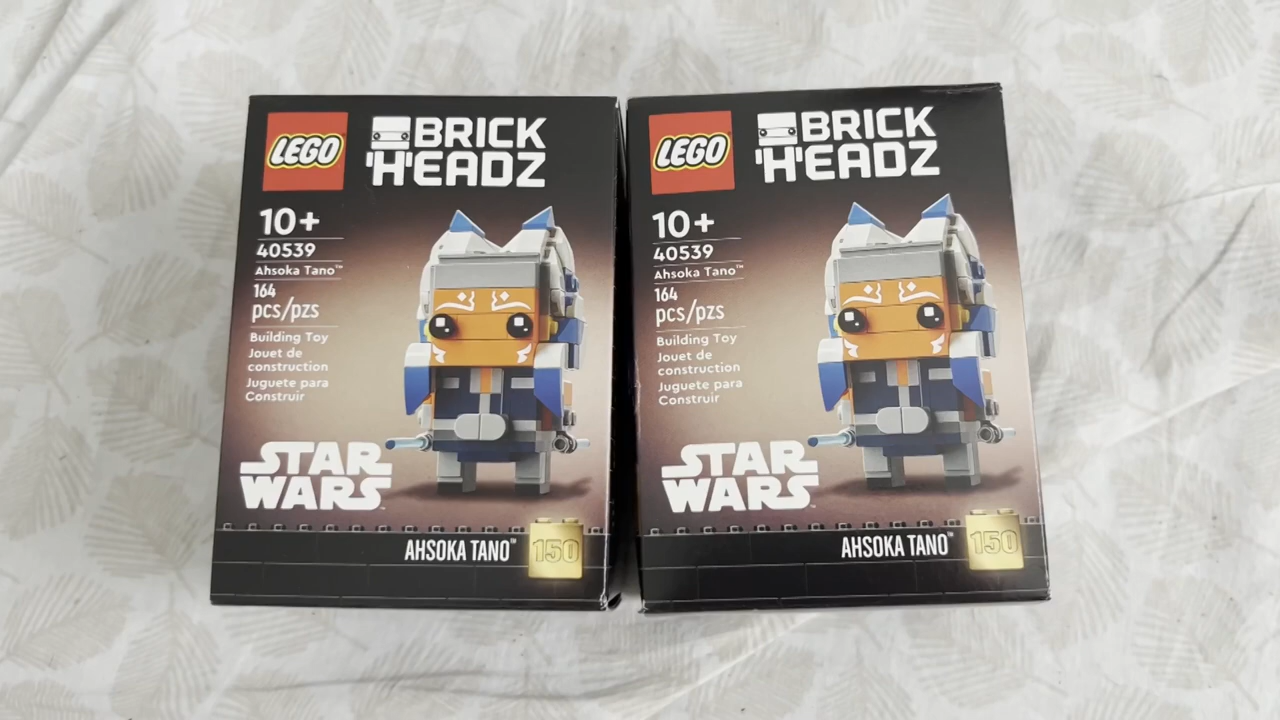 LEGO
BRICK
'H'EADZ
10+
40539
Ahsoka Tano™
164
pcs/pzs
Building Toy
Jouet de
construction
Juguete para
Construir
STAR
WARS
AHSOKA TANO™
150
LEGO
BRICK
'H'EADZ
10+
40539
Ahsoka Tano™
164
pcs/pzs
Building Toy
Jouet de
construction
Juguete para
Construir
STAR
WARS
AHSOKA TANO™
150